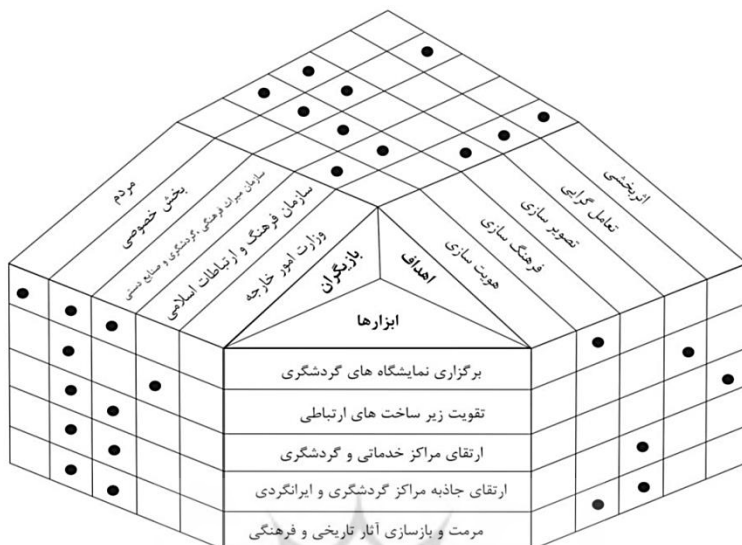 مردم
بخش خصوصی
سازمان میراث فرهنگی، گردشگری و صنایع دستی
سازمان فرهنگ و ارتباطات اسلامی
وزارت امور خارجه
بازیگران
اهداف
ابزارها
اثربخشی
تعامل گرایی
تصویر سازی
فرهنگ سازی
هویت سازی
برگزاری نمایشگاه های گردشگری
تقویت زیر ساخت های ارتباطی
ارتقای مراکز خدماتی و گردشگری
ارتقای جاذبه مراکز گردشگری و ایرانگردی
مرمت و بازسازی آثار تاریخی و فرهنگی